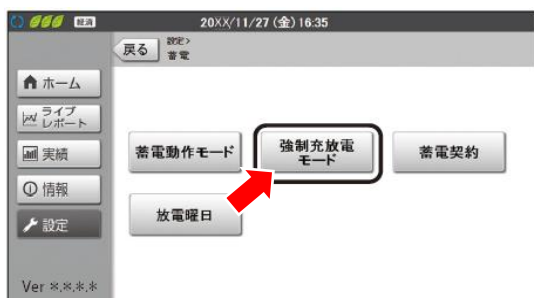 経済
20XX/11/27 (金) 16:35
戻る
設定>
蓄電
ホーム
ライブ
レポート
実績
情報
設定
蓄電動作モード
強制充放電
モード
蓄電契約
放電曜日
Ver *.*.*.*